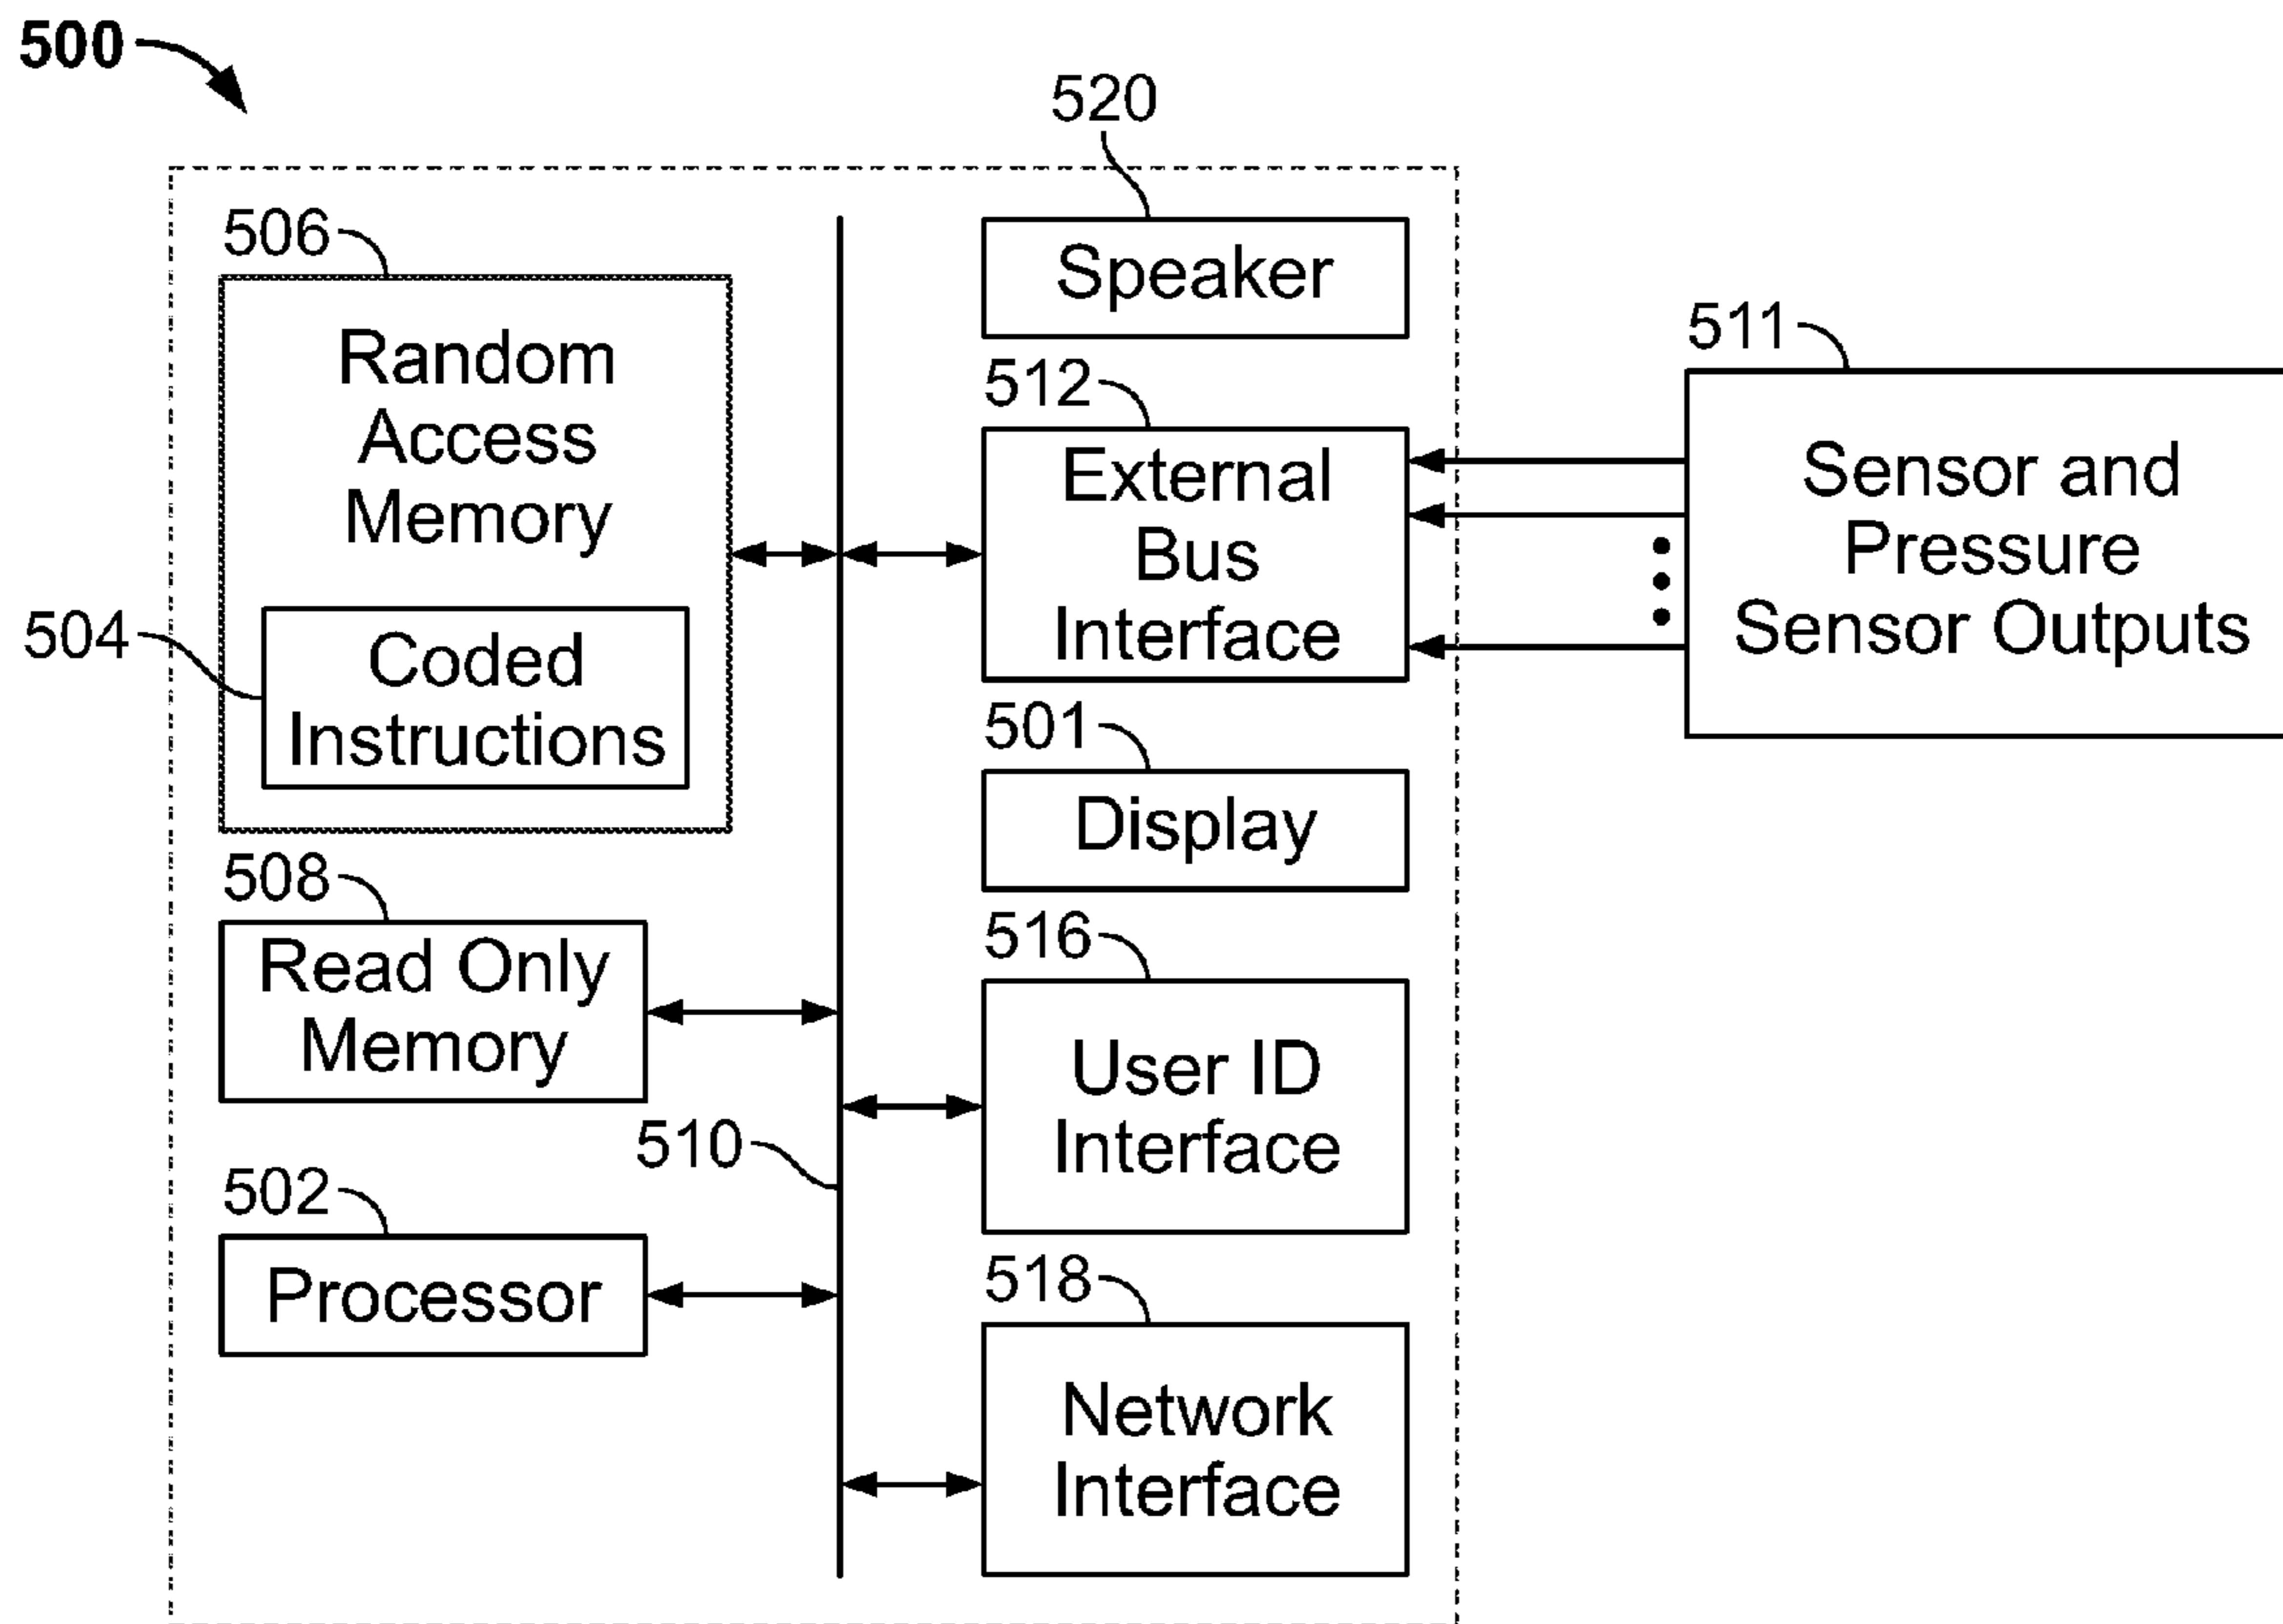 500
520
506
Speaker
Random
Access
Memory
512
External
Bus
Interface
511
Sensor and
Pressure
Sensor Outputs
504
Coded
Instructions
501
Display
508
Read Only
Memory
516
User ID
Interface
510
502
Processor
518
Network
Interface